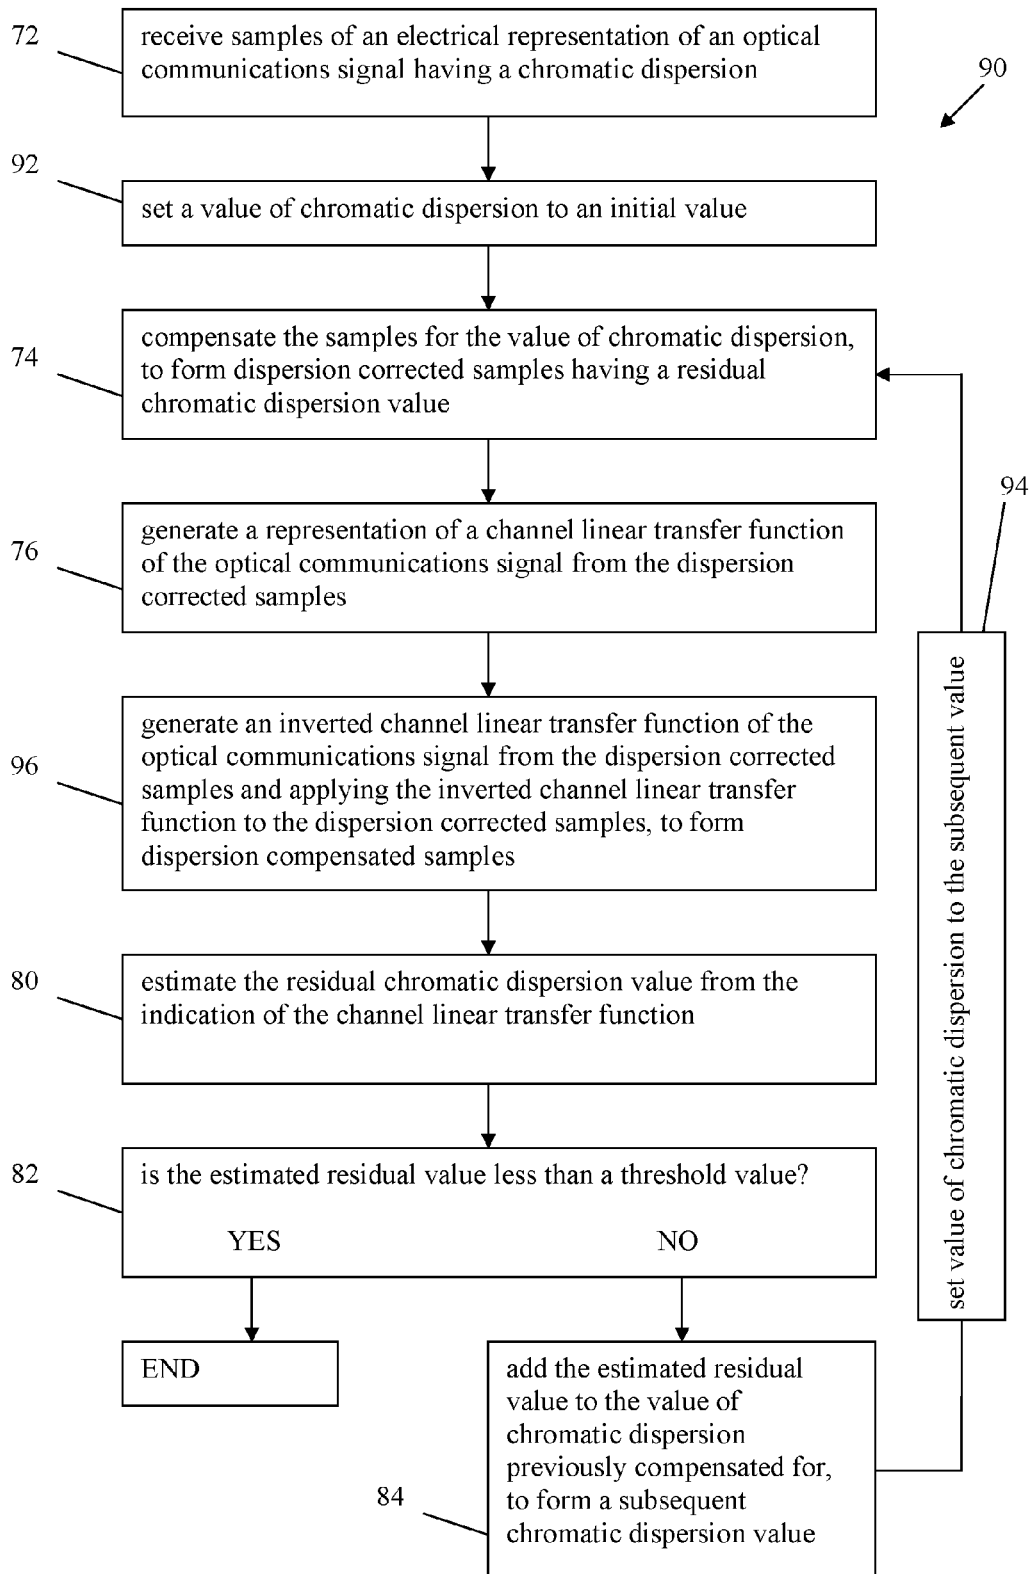 72
receive samples of an electrical representation of an optical
communications signal having a chromatic dispersion
90
92
set a value of chromatic dispersion to an initial value
74
compensate the samples for the value of chromatic dispersion,
to form dispersion corrected samples having a residual
chromatic dispersion value
94
76
generate a representation of a channel linear transfer function
of the optical communications signal from the dispersion
corrected samples
set value of chromatic dispersion to the subsequent value
96
generate an inverted channel linear transfer function of the
optical communications signal from the dispersion corrected
samples and applying the inverted channel linear transfer
function to the dispersion corrected samples, to form
dispersion compensated samples
80
estimate the residual chromatic dispersion value from the
indication of the channel linear transfer function
82
is the estimated residual value less than a threshold value?
YES NO
END
84
add the estimated residual
value to the value of
chromatic dispersion
previously compensated for,
to form a subsequent
chromatic dispersion value